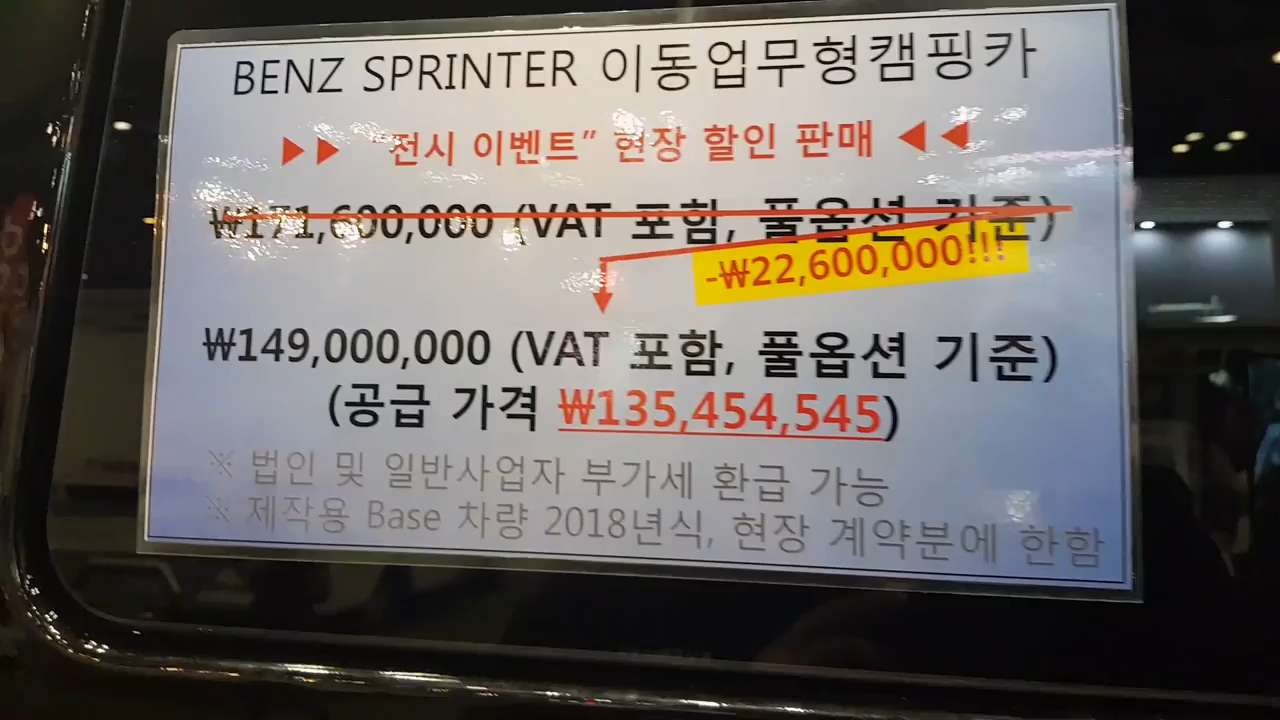 BENZ SPRINTER 이동업무형캠핑카
▶▶ "전시 이벤트" 현장 할인 판매 ◀◀
₩171,600,000 (VAT 포함, 풀옵션 기준)
-₩22,600,000!!!
₩149,000,000 (VAT 포함, 풀옵션 기준)
(공급 가격 ₩135,454,545)
※ 법인 및 일반사업자 부가세 환급 가능
※ 제작용 Base 차량 2018년식, 현장 계약분에 한함